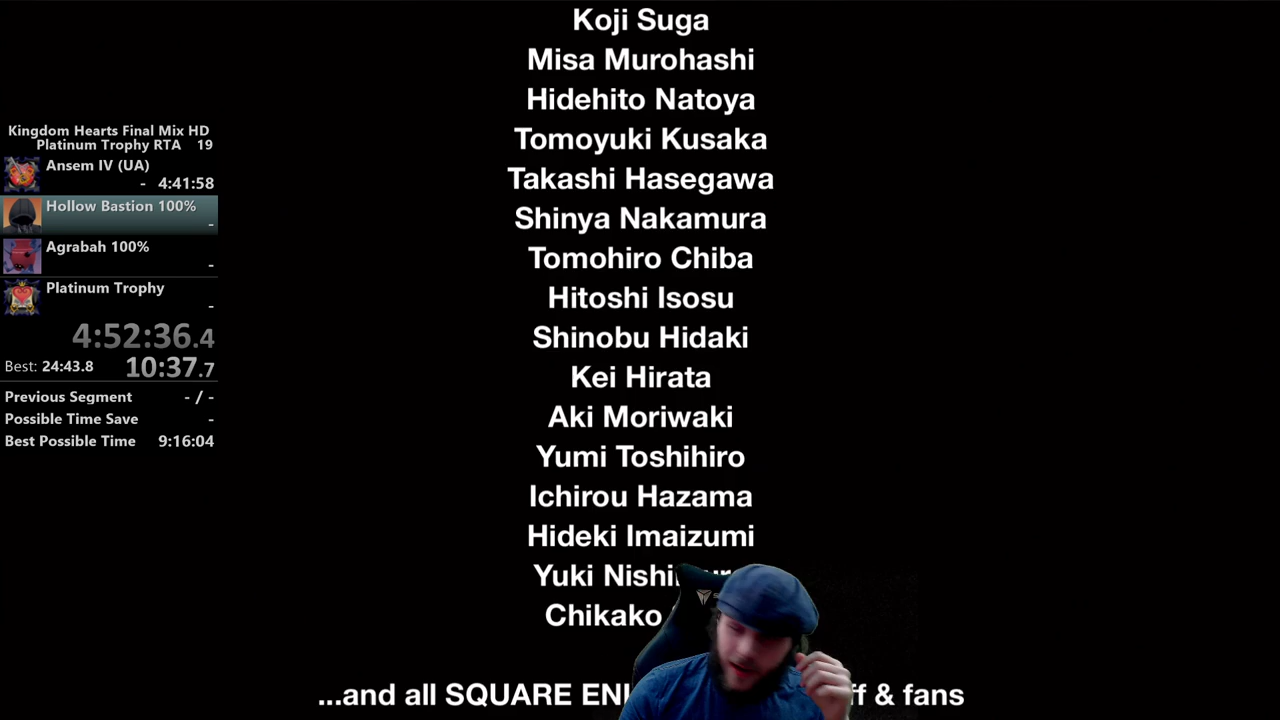 Koji Suga
Misa Murohashi
Hidehito Natoya
Tomoyuki Kusaka
Takashi Hasegawa
Shinya Nakamura
Tomohiro Chiba
Hitoshi Isosu
Shinobu Hidaki
Kei Hirata
Aki Moriwaki
Yumi Toshihiro
Ichirou Hazama
Hideki Imaizumi
Yuki
Chikako
...and all SQUARE & fans
Kingdom Hearts Final Mix HD
Platinum Trophy RTA 19
Ansem IV (UA)
- 4:41:58
Hollow Bastion 100%
-
Agrabah 100%
-
Platinum Trophy
-
4:52:36.4
Best: 24:43.8 10:37.7
Previous Segment - / -
Possible Time Save -
Best Possible Time 9:16:04